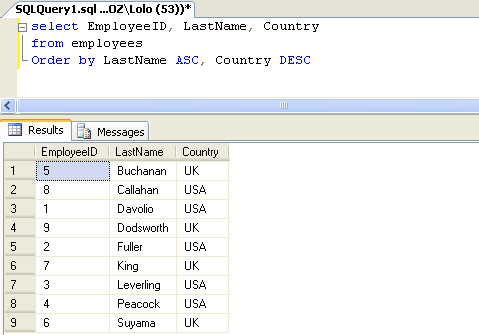 SQLQuery1.sql ...OZ\Lolo (53))*
select EmployeeID, LastName, Country
from employees
Order by LastName ASC, Country DESC
Results Messages
EmployeeID LastName Country
1 5 Buchanan UK
2 8 Callahan USA
3 1 Davolio USA
4 9 Dodsworth UK
5 2 Fuller USA
6 7 King UK
7 3 Leverling USA
8 4 Peacock USA
9 6 Suyama UK